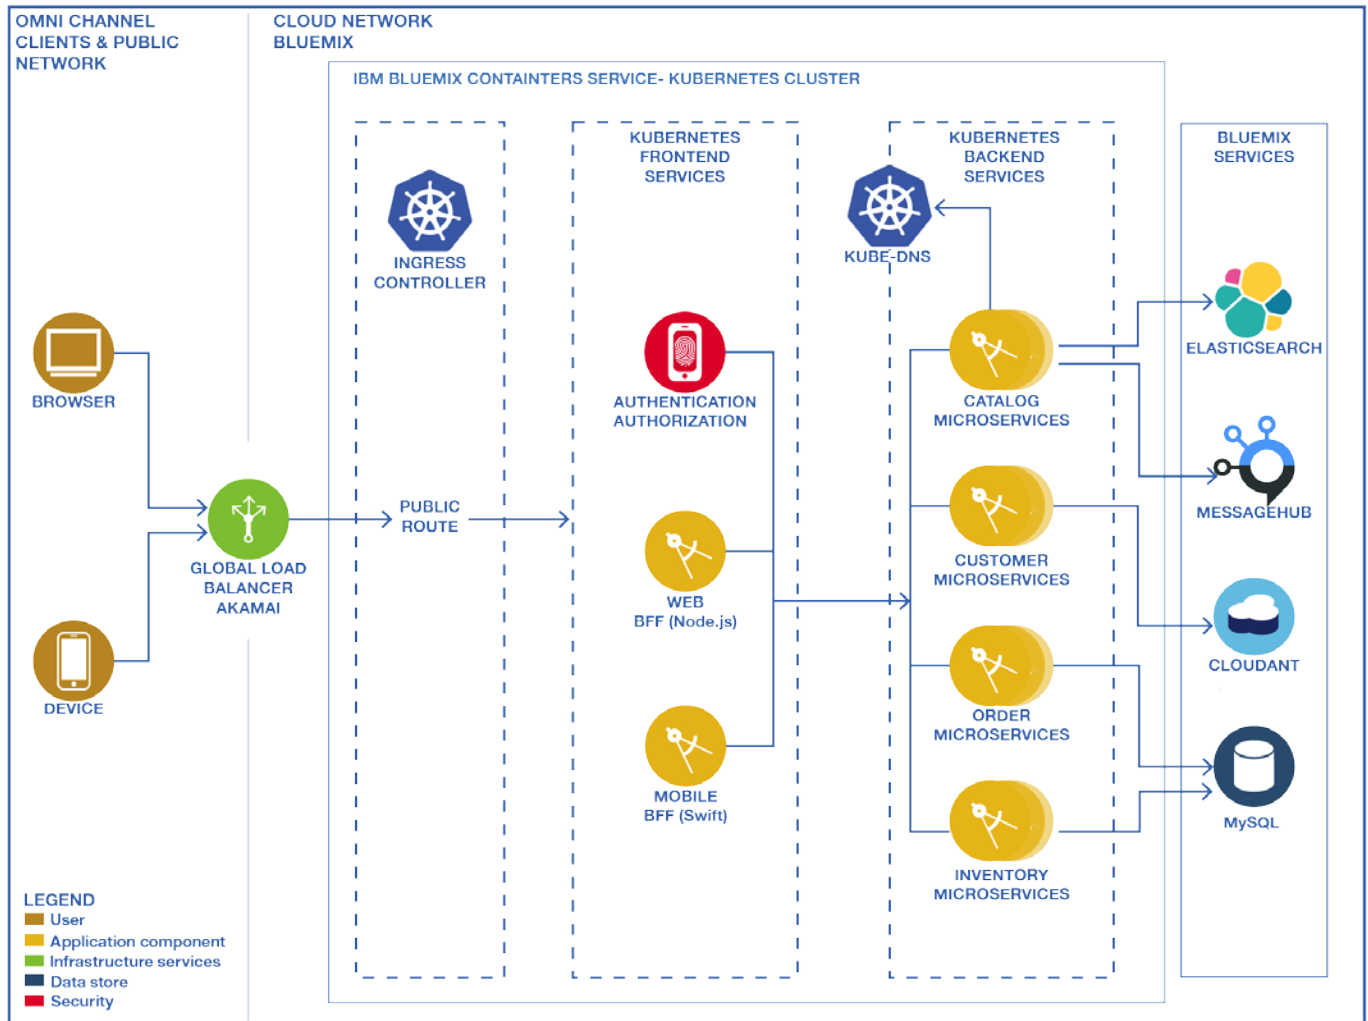 OMNI CHANNEL
CLIENTS & PUBLIC
NETWORK
CLOUD NETWORK
BLUEMIX
IBM BLUEMIX CONTAINTERS SERVICE- KUBERNETES CLUSTER
INGRESS
CONTROLLER
KUBERNETES
FRONTEND
SERVICES
KUBERNETES
BACKEND
SERVICES
BLUEMIX
SERVICES
KUBE-DNS
BROWSER
DEVICE
GLOBAL LOAD
BALANCER
AKAMAI
PUBLIC
ROUTE
AUTHENTICATION
AUTHORIZATION
WEB
BFF (Node.js)
MOBILE
BFF (Swift)
CATALOG
MICROSERVICES
CUSTOMER
MICROSERVICES
ORDER
MICROSERVICES
INVENTORY
MICROSERVICES
ELASTICSEARCH
MESSAGEHUB
CLOUDANT
MySQL
LEGEND
User
Application component
Infrastructure services
Data store
Security